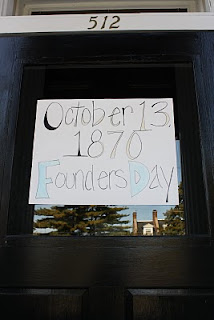 512
October 13,
1870
Founders Day